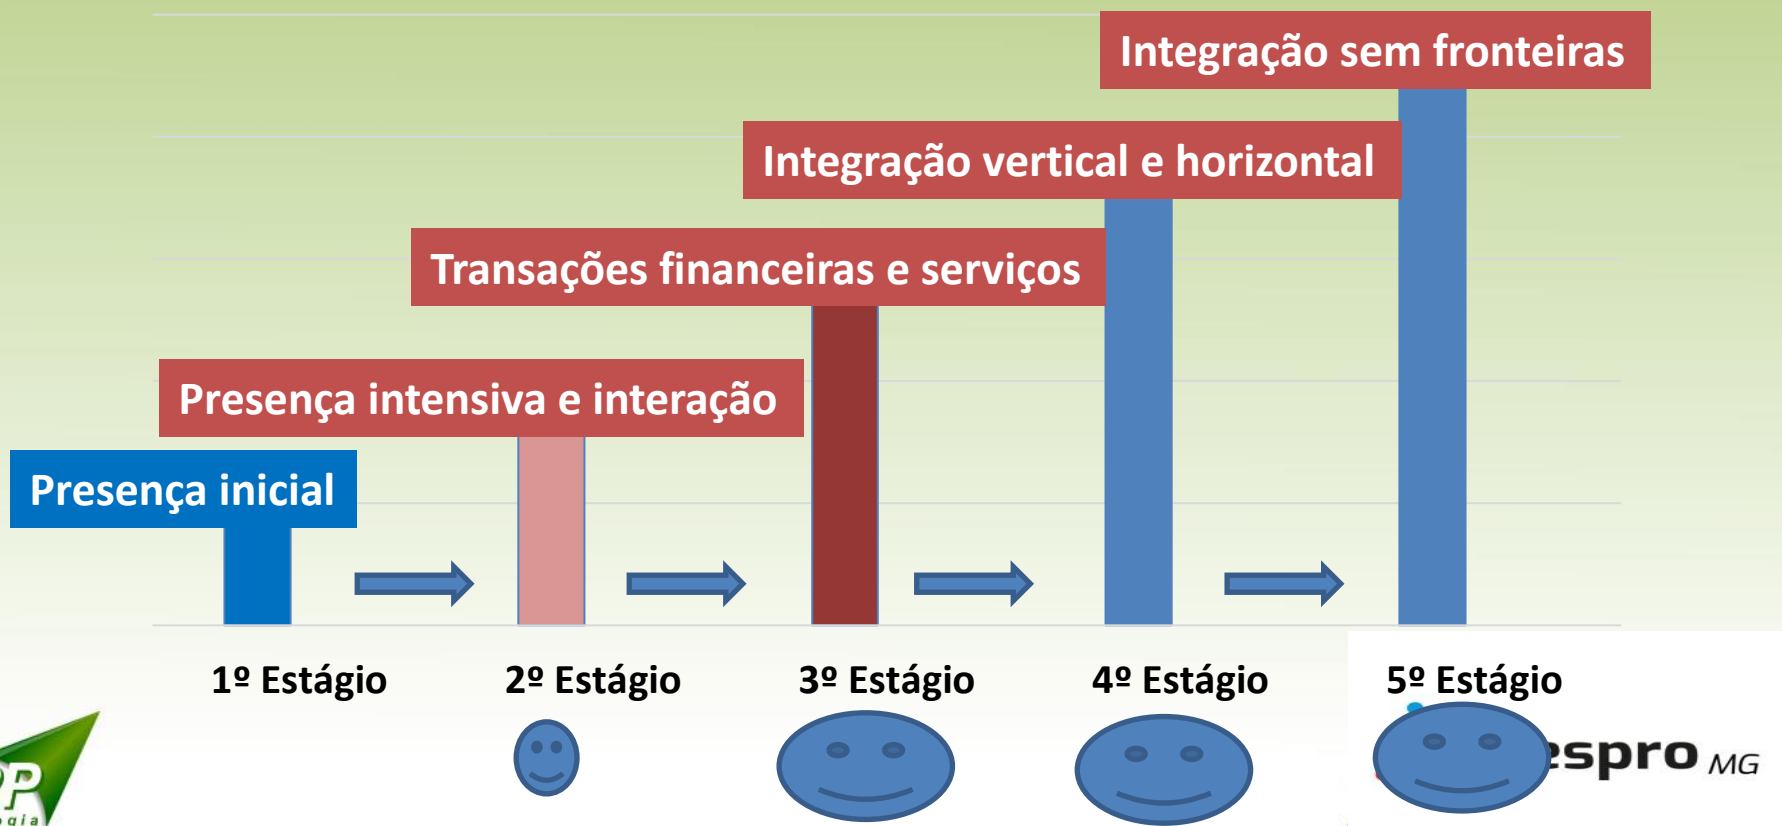 Integração sem fronteiras
Integração vertical e horizontal
Transações financeiras e serviços
Presença intensiva e interação
Presença inicial
1º Estágio
2º Estágio
3º Estágio
4º Estágio
5º Estágio
MG